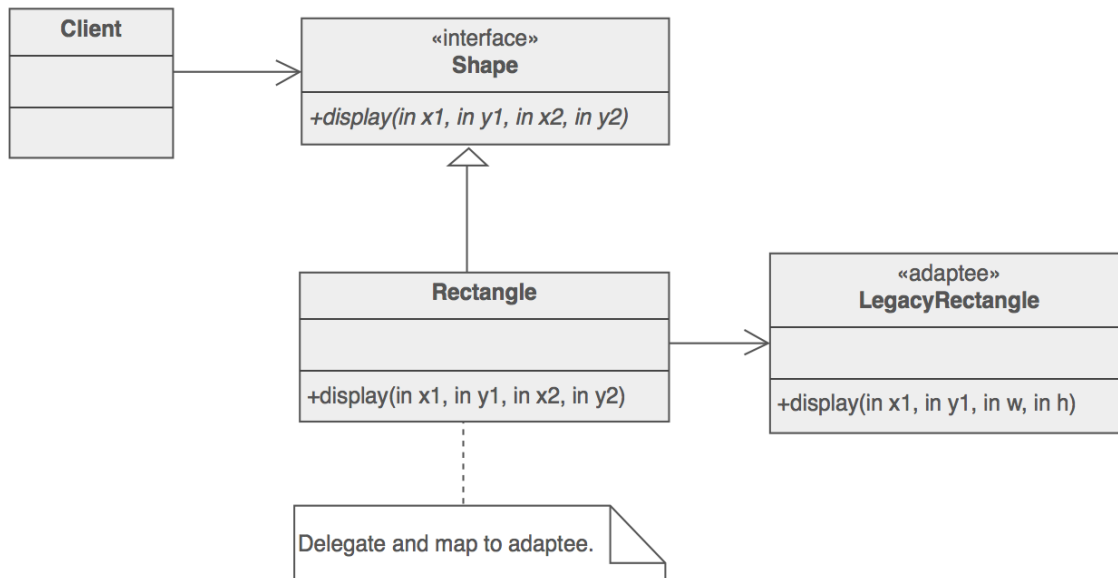 Client
«interface»
Shape
+display(in x1, in y1, in x2, in y2)
Rectangle
+display(in x1, in y1, in x2, in y2)
«adaptee»
LegacyRectangle
+display(in x1, in y1, in w, in h)
Delegate and map to adaptee.